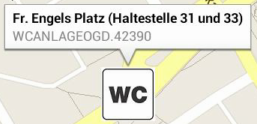 Fr. Engels Platz (Haltestelle 31 und 33)
WCANLAGEOGD.42390
WC